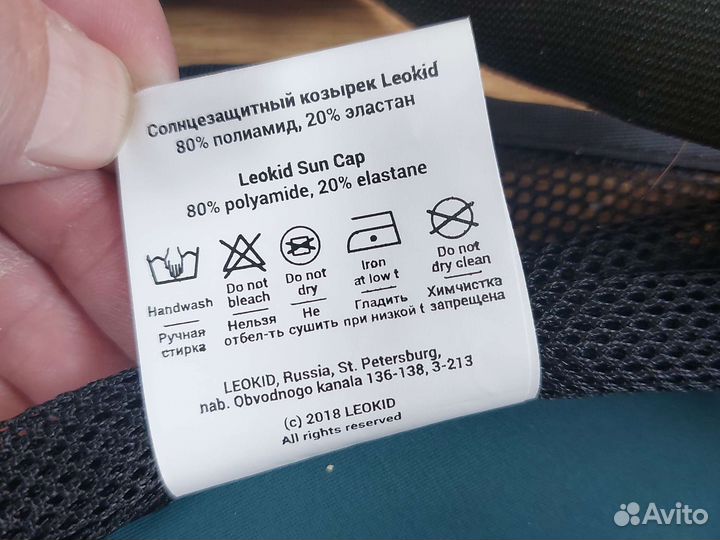 Солнцезащитный козырек Leokid
80% полиамид, 20% эластан
Leokid Sun Cap
80% polyamide, 20% elastane
Handwash
Ручная
стирка
Do not
bleach
Нельзя
отбел-ть
Do not
dry
Не
сушить
Iron
at low t
Гладить
при низкой t
Do not
dry clean
Химчистка
запрещена
LEOKID, Russia, St. Petersburg,
nab. Obvodnogo kanala 136-138, 3-213
(c) 2018 LEOKID
All rights reserved
Avito